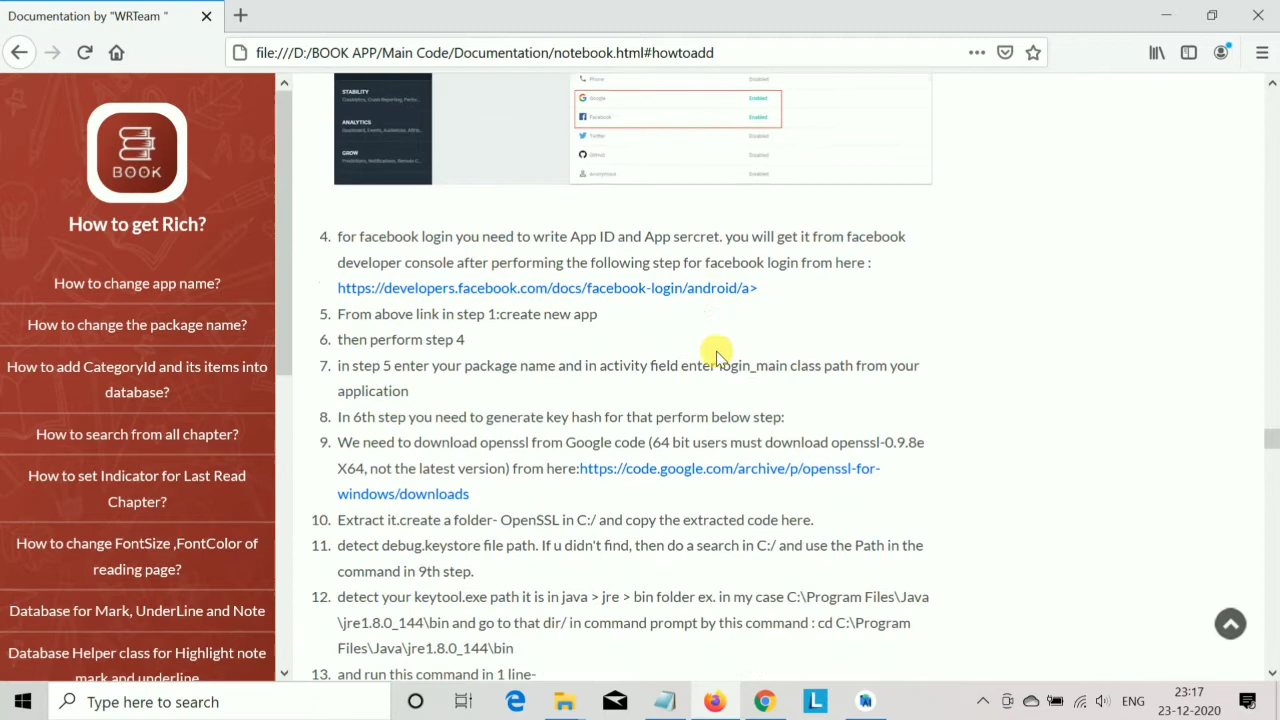 Documentation by "WRTeam "
file:///D:/BOOK APP/Main Code/Documentation/notebook.html#howtoadd
BOOK
How to get Rich?
How to change app name?
How to change the package name?
How to add CategoryId and its items into
database?
How to search from all chapter?
How to set Indicator for Last Read
Chapter?
How to change FontSize ,FontColor of
reading page?
Database for Mark, UnderLine and Note
Database Helper class for Highlight note
mark and underline
STABILITY
ANALYTICS
GROW
Phone Disabled
Google Enabled
Facebook Enabled
Twitter Disabled
GitHub Disabled
Anonymous Disabled
4. for facebook login you need to write App ID and App sercret. you will get it from facebook
developer console after performing the following step for facebook login from here :
https://developers.facebook.com/docs/facebook-login/android/a>
5. From above link in step 1:create new app
6. then perform step 4
7. in step 5 enter your package name and in activity field enter login_main class path from your
application
8. In 6th step you need to generate key hash for that perform below step:
9. We need to download openssl from Google code (64 bit users must download openssl-0.9.8e
X64, not the latest version) from here:https://code.google.com/archive/p/openssl-for-
windows/downloads
10. Extract it.create a folder- OpenSSL in C:/ and copy the extracted code here.
11. detect debug.keystore file path. If u didn't find, then do a search in C:/ and use the Path in the
command in 9th step.
12. detect your keytool.exe path it is in java > jre > bin folder ex. in my case C:\Program Files\Java
\jre1.8.0_144\bin and go to that dir/ in command prompt by this command : cd C:\Program
Files\Java\jre1.8.0_144\bin
13. and run this command in 1 line-
Type here to search
L
ENG
23:17
23-12-2020